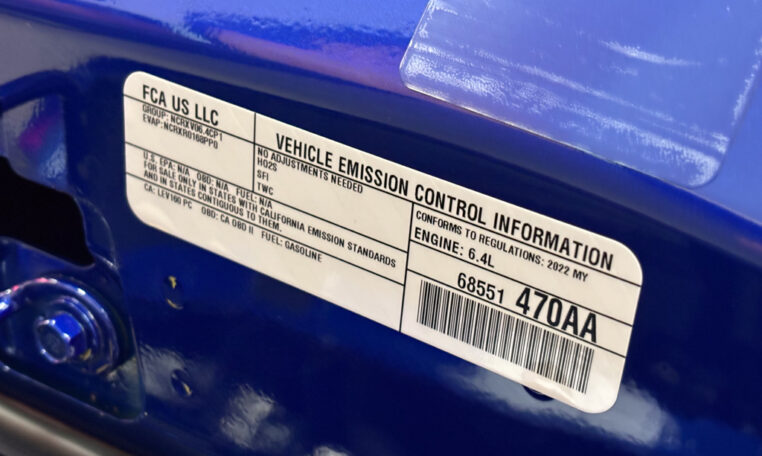 FCA US LLC
GROUP: NCRXV06.4CP1
EVAP: NCRXR0168PP0
VEHICLE EMISSION CONTROL INFORMATION
NO ADJUSTMENTS NEEDED
HO2S
SFI
TWC
CONFORMS TO REGULATIONS: 2022 MY
ENGINE: 6.4L
U.S. EPA: N/A OBD: N/A FUEL: N/A
FOR SALE ONLY IN STATES WITH CALIFORNIA EMISSION STANDARDS
AND IN STATES CONTIGUOUS TO THEM.
CA: LEV160 PC OBD: CA OBD II FUEL: GASOLINE
68551 470AA